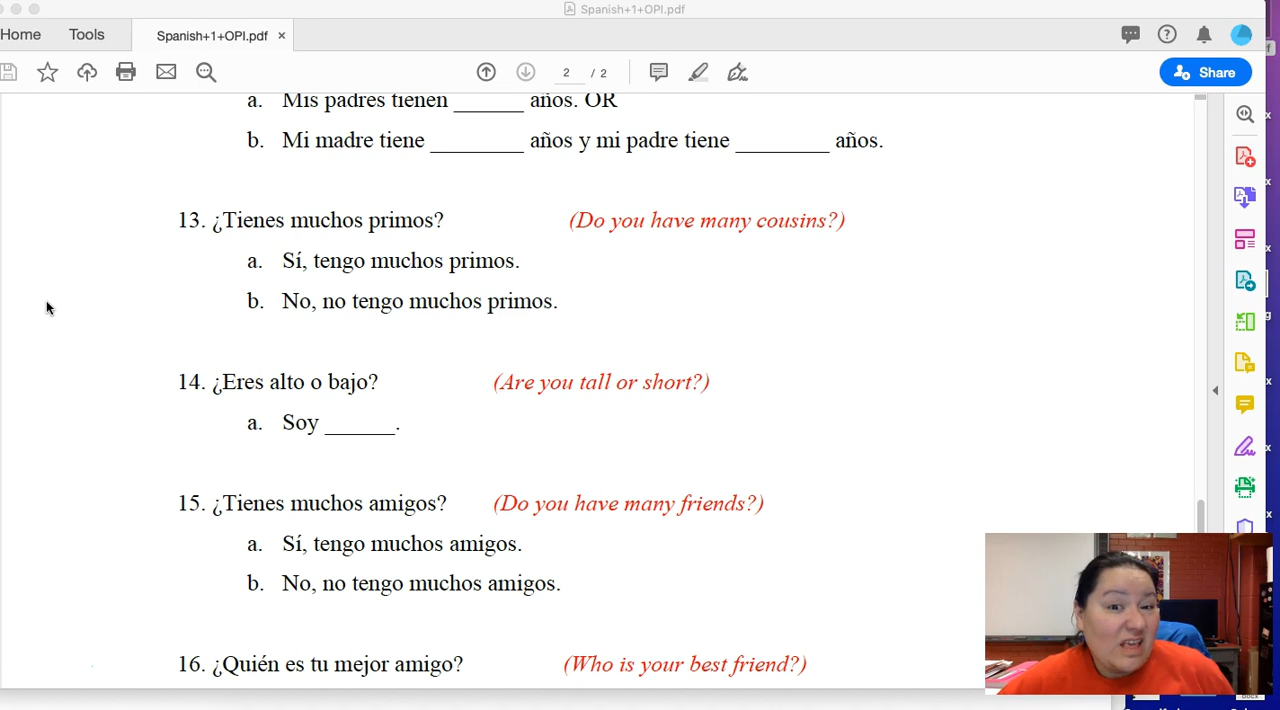 Spanish+1+OPI.pdf
Home Tools Spanish+1+OPI.pdf ×
2 / 2 Share
a. Mis padres tienen ______ años. OR
b. Mi madre tiene ________ años y mi padre tiene ________ años.
13. ¿Tienes muchos primos? (Do you have many cousins?)
a. Sí, tengo muchos primos.
b. No, no tengo muchos primos.
14. ¿Eres alto o bajo? (Are you tall or short?)
a. Soy ______.
15. ¿Tienes muchos amigos? (Do you have many friends?)
a. Sí, tengo muchos amigos.
b. No, no tengo muchos amigos.
16. ¿Quién es tu mejor amigo? (Who is your best friend?)